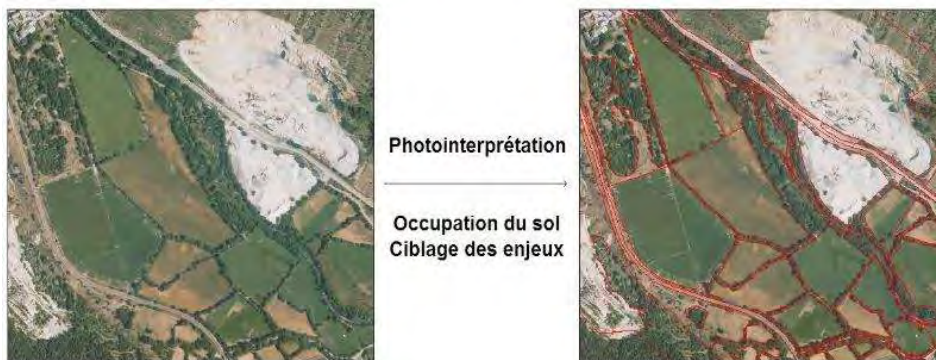 Photointerprétation
Occupation du sol
Ciblage des enjeux